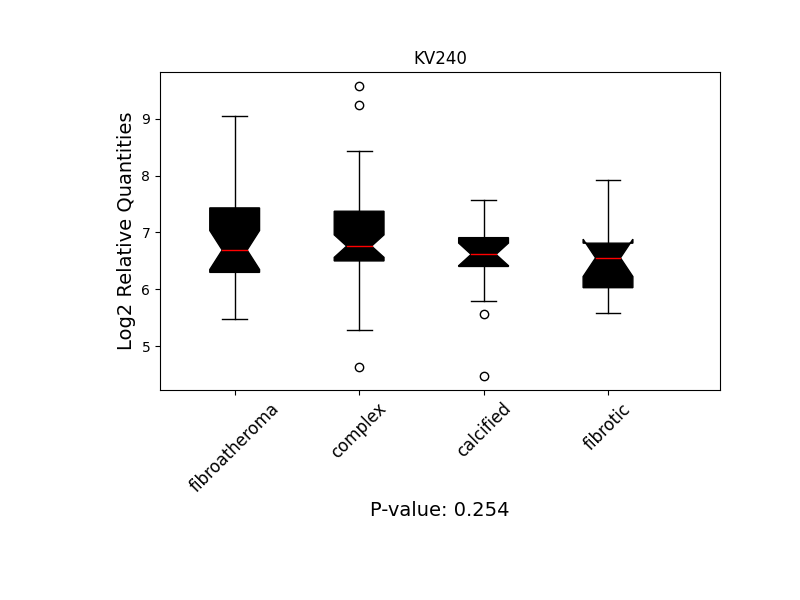 KV240
Log2 Relative Quantities
9
8
7
6
5
fibroatheroma
complex
calcified
fibrotic
P-value: 0.254